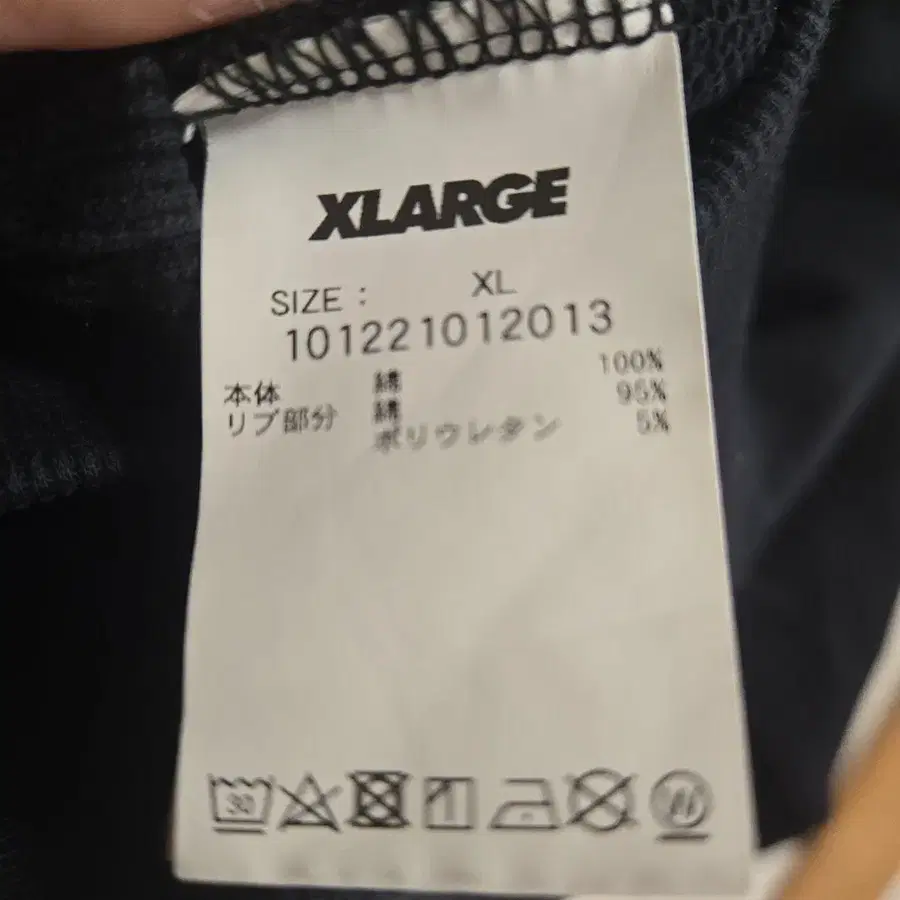 XLARGE
SIZE : XL
101221012013
本体 綿 100%
リブ部分 綿 95%
ポリウレタン 5%
30
W